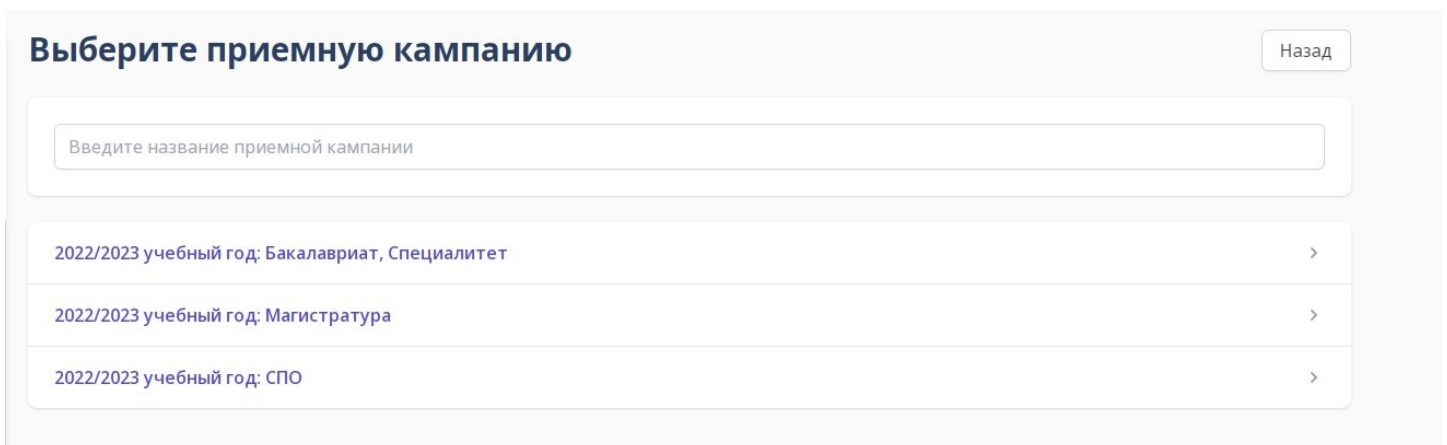 Выберите приемную кампанию
Назад
Введите название приемной кампании
2022/2023 учебный год: Бакалавриат, Специалитет
2022/2023 учебный год: Магистратура
2022/2023 учебный год: СПО